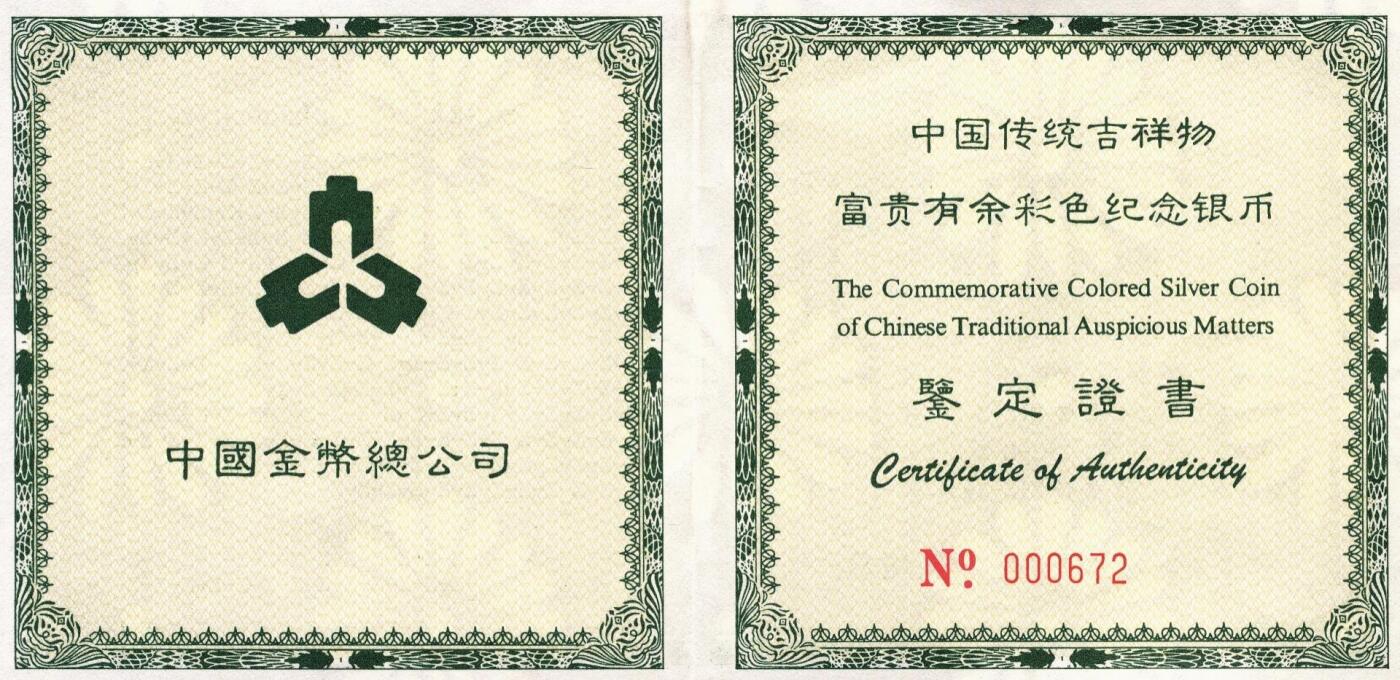 中國金幣總公司
中国传统吉祥物
富贵有余彩色纪念银币
The Commemorative Colored Silver Coin
of Chinese Traditional Auspicious Matters
鑒定證書
Certificate of Authenticity
Nº. 000672